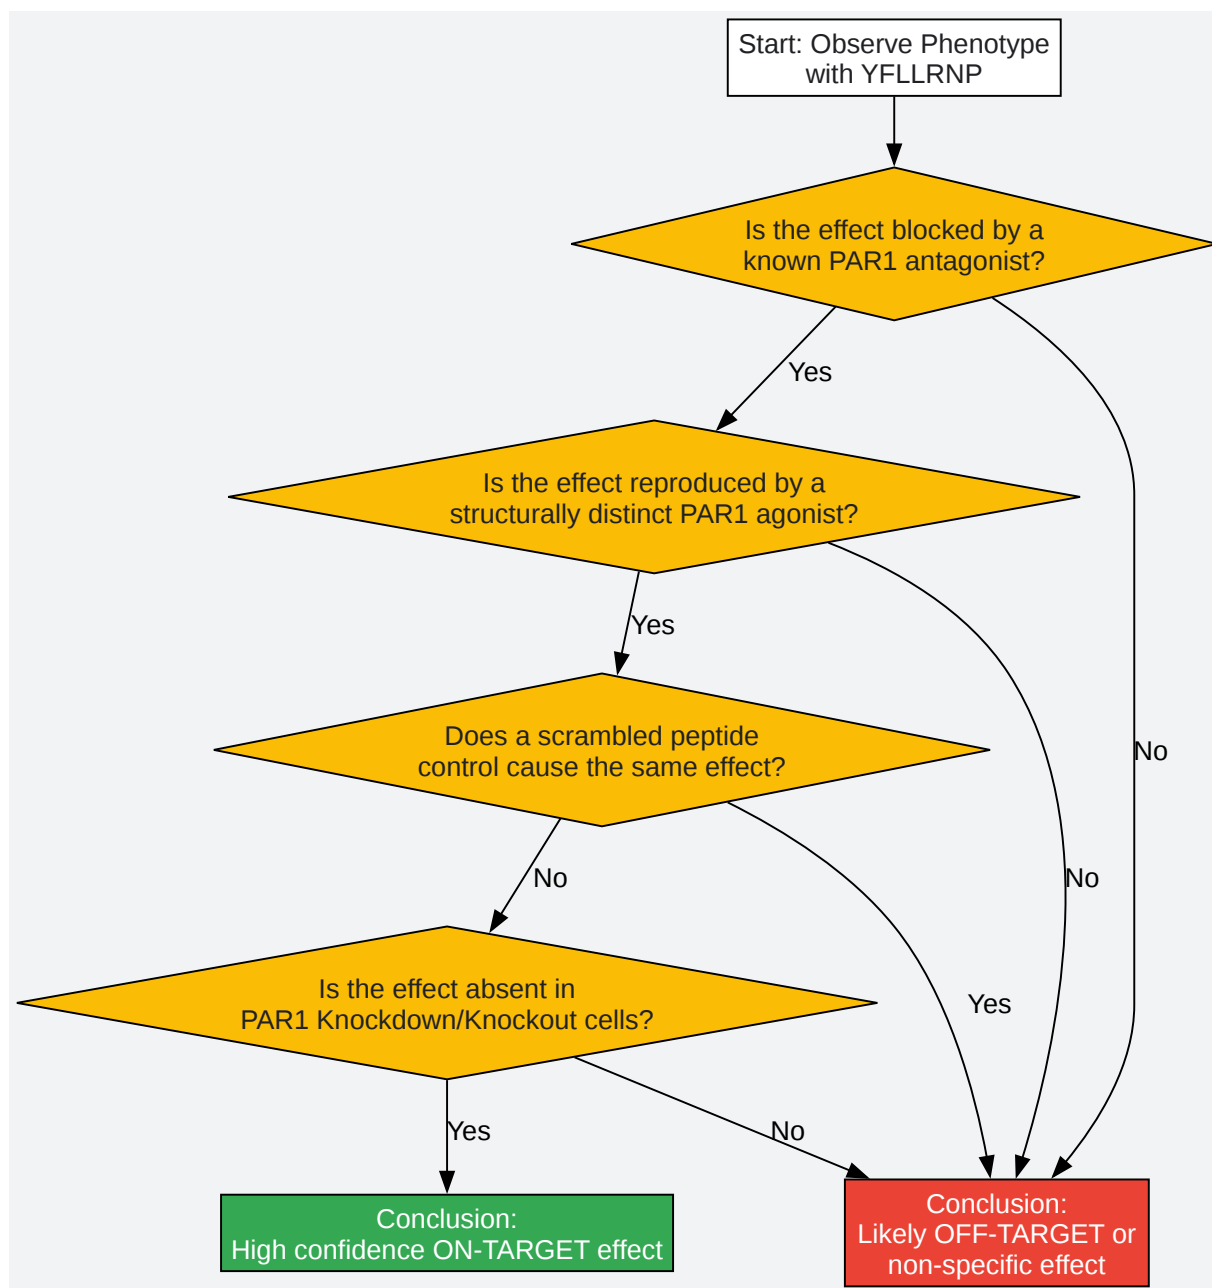 Start: Observe Phenotype
with YFLLRNP
Is the effect blocked by a
known PAR1 antagonist?
Yes
Is the effect reproduced by a
structurally distinct PAR1 agonist?
Yes
Does a scrambled peptide
control cause the same effect?
No
No
No
Is the effect absent in
PAR1 Knockdown/Knockout cells?
Yes
Yes
No
Conclusion:
High confidence ON-TARGET effect
Conclusion:
Likely OFF-TARGET or
non-specific effect